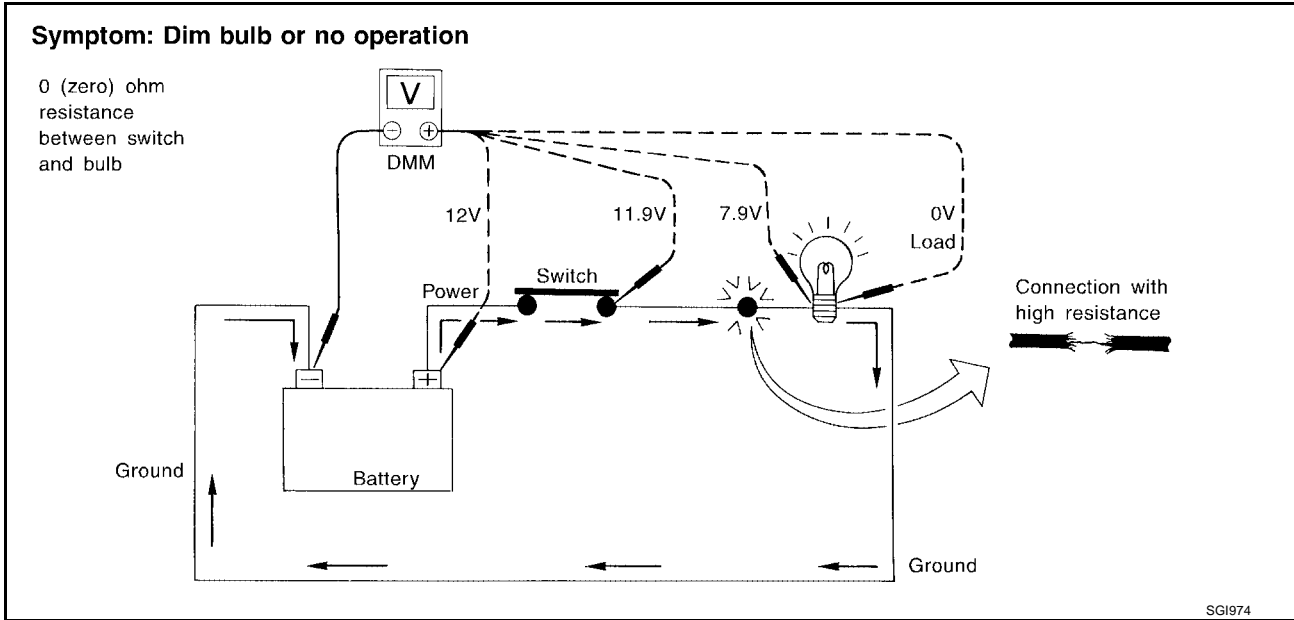 Symptom: Dim bulb or no operation
0 (zero) ohm
resistance
between switch
and bulb
V
− +
DMM
12V
11.9V
7.9V
0V
Load
Power
Switch
Connection with
high resistance
− +
Ground
Battery
Ground
SGI974